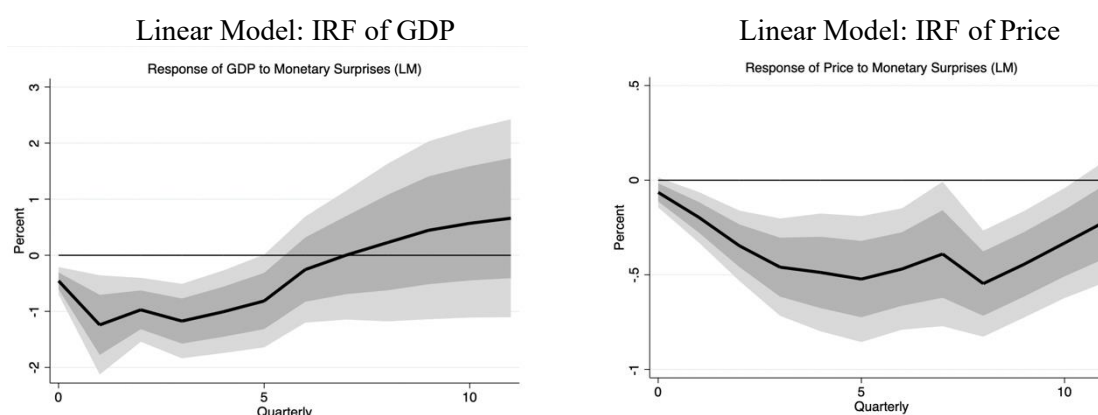 Linear Model: IRF of GDP
Response of GDP to Monetary Surprises (LM)
Percent
3
2
1
0
-1
-2
0
5
10
Quarterly
Linear Model: IRF of Price
Response of Price to Monetary Surprises (LM)
Percent
.5
0
-.5
-1
0
5
10
Quarterly